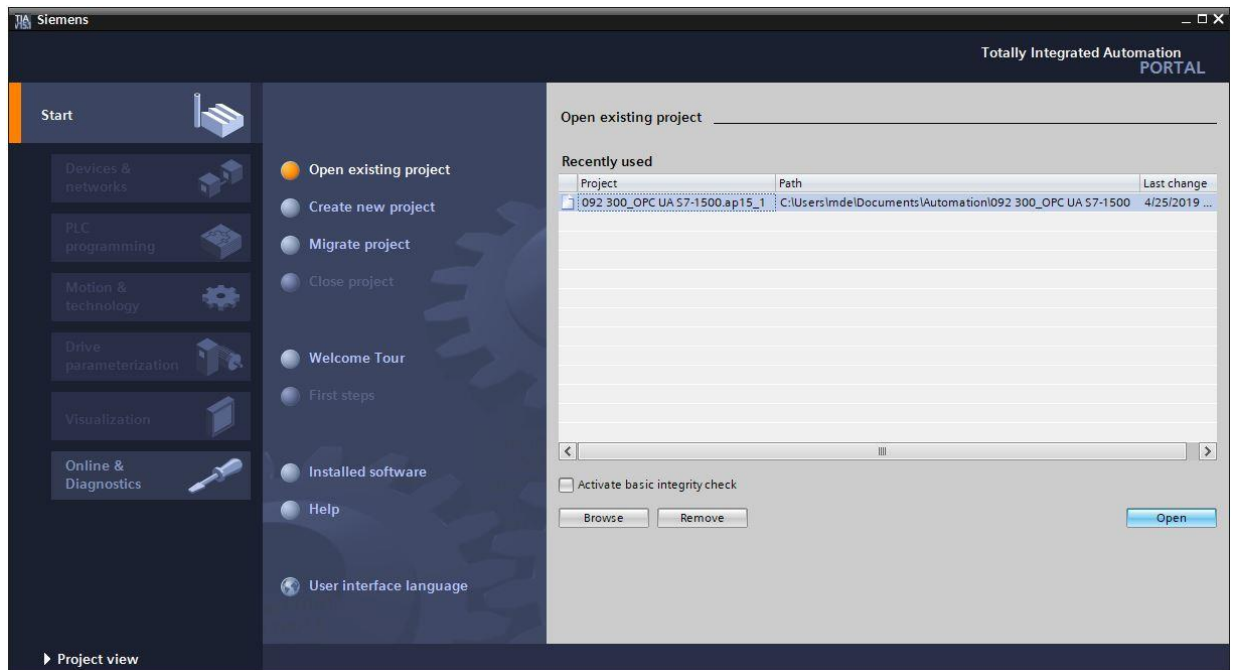 Siemens
Totally Integrated Automation
PORTAL
Start
Devices &
networks
PLC
programming
Motion &
technology
Drive
parameterization
Visualization
Online &
Diagnostics
Project view
Open existing project
Create new project
Migrate project
Close project
Welcome Tour
First steps
Installed software
Help
User interface language
Open existing project
Recently used
Project Path Last change
092 300_OPC UA S7-1500.ap15_1 C:\Users\mde\Documents\Automation\092 300_OPC UA S7-1500 4/25/2019 ...
Activate basic integrity check
Browse Remove Open